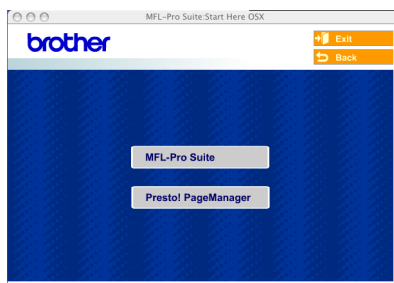 MFL-Pro Suite:Start Here OSX
brother
Exit
Back
MFL-Pro Suite
Presto! PageManager